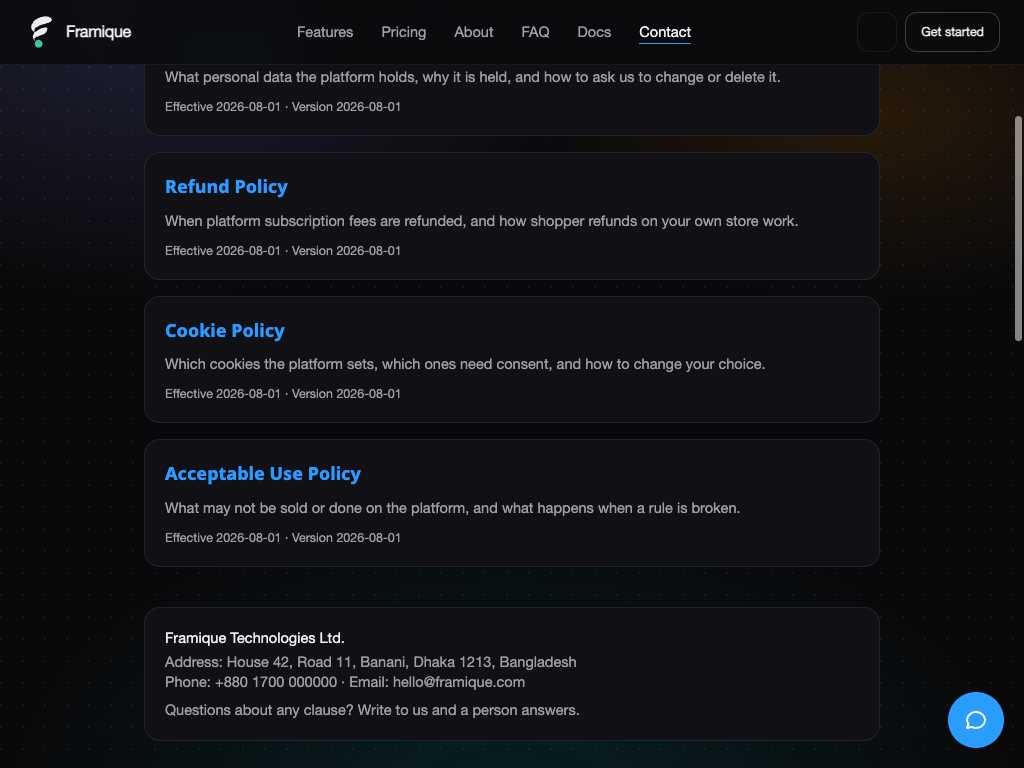 Framique
Features
Pricing
About
FAQ
Docs
Contact
Get started
What personal data the platform holds, why it is held, and how to ask us to change or delete it.
Effective 2026-08-01 · Version 2026-08-01
Refund Policy
When platform subscription fees are refunded, and how shopper refunds on your own store work.
Effective 2026-08-01 · Version 2026-08-01
Cookie Policy
Which cookies the platform sets, which ones need consent, and how to change your choice.
Effective 2026-08-01 · Version 2026-08-01
Acceptable Use Policy
What may not be sold or done on the platform, and what happens when a rule is broken.
Effective 2026-08-01 · Version 2026-08-01
Framique Technologies Ltd.
Address: House 42, Road 11, Banani, Dhaka 1213, Bangladesh
Phone: +880 1700 000000 · Email: hello@framique.com
Questions about any clause? Write to us and a person answers.